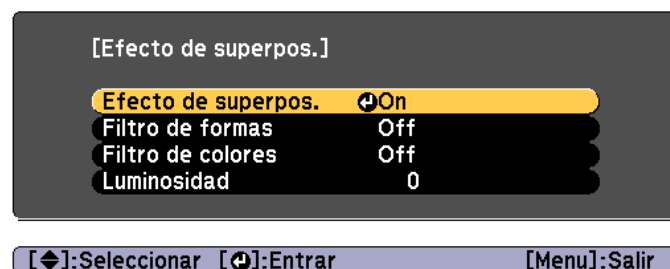 [Efecto de superpos.]
Efecto de superpos. On
Filtro de formas Off
Filtro de colores Off
Luminosidad 0
[◆]:Seleccionar [↵]:Entrar [Menu]:Salir